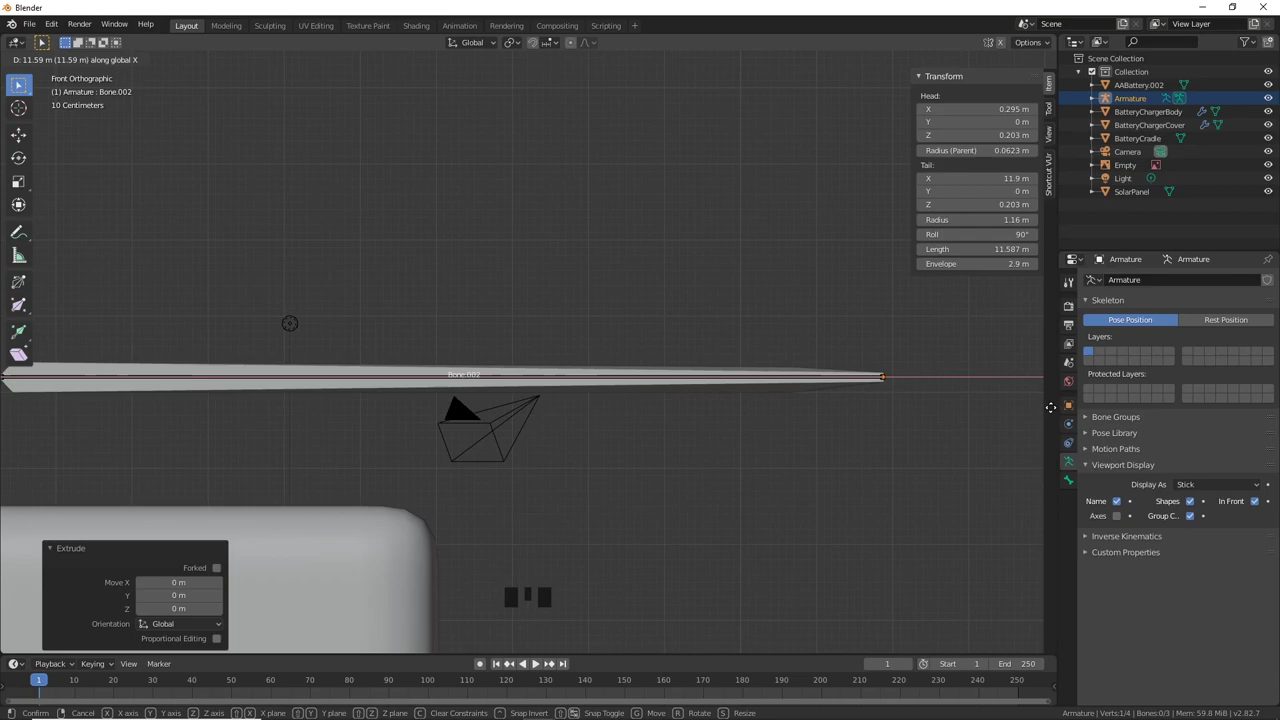 Blender
File Edit Render Window Help Layout Modeling Sculpting UV Editing Texture Paint Shading Animation Rendering Compositing Scripting + Scene View Layer
Global X Options
D: 11.59 m (11.59 m) along global X
Front Orthographic
(1) Armature : Bone.002
10 Centimeters
Bone.002
Transform
Head:
X 0.295 m
Y 0 m
Z 0.203 m
Radius (Parent) 0.0623 m
Tail:
X 11.9 m
Y 0 m
Z 0.203 m
Radius 1.16 m
Roll 90°
Length 11.587 m
Envelope 2.9 m
Item
Tool
View
Shortcut VUr
Scene Collection
Collection
AABattery.002
Armature
BatteryChargerBody
BatteryChargerCover
BatteryCradle
Camera
Empty
Light
SolarPanel
Armature Armature
Armature
Skeleton
Pose Position Rest Position
Layers:
Protected Layers:
Bone Groups
Pose Library
Motion Paths
Viewport Display
Display As Stick
Name Shapes In Front
Axes Group C..
Inverse Kinematics
Custom Properties
Extrude
Forked
Move X 0 m
Y 0 m
Z 0 m
Orientation Global
Proportional Editing
Playback Keying View Marker 1 Start 1 End 250
1 10 20 30 40 50 60 70 80 90 100 110 120 130 140 150 160 170 180 190 200 210 220 230 240 250
Confirm Cancel X X axis Y Y axis Z Z axis X X plane Y Y plane Z Z plane C Clear Constraints Snap Invert Snap Toggle G Move R Rotate S Resize Armature | Verts:1/4 | Bones:0/3 | Mem: 59.8 MiB | v2.82.7